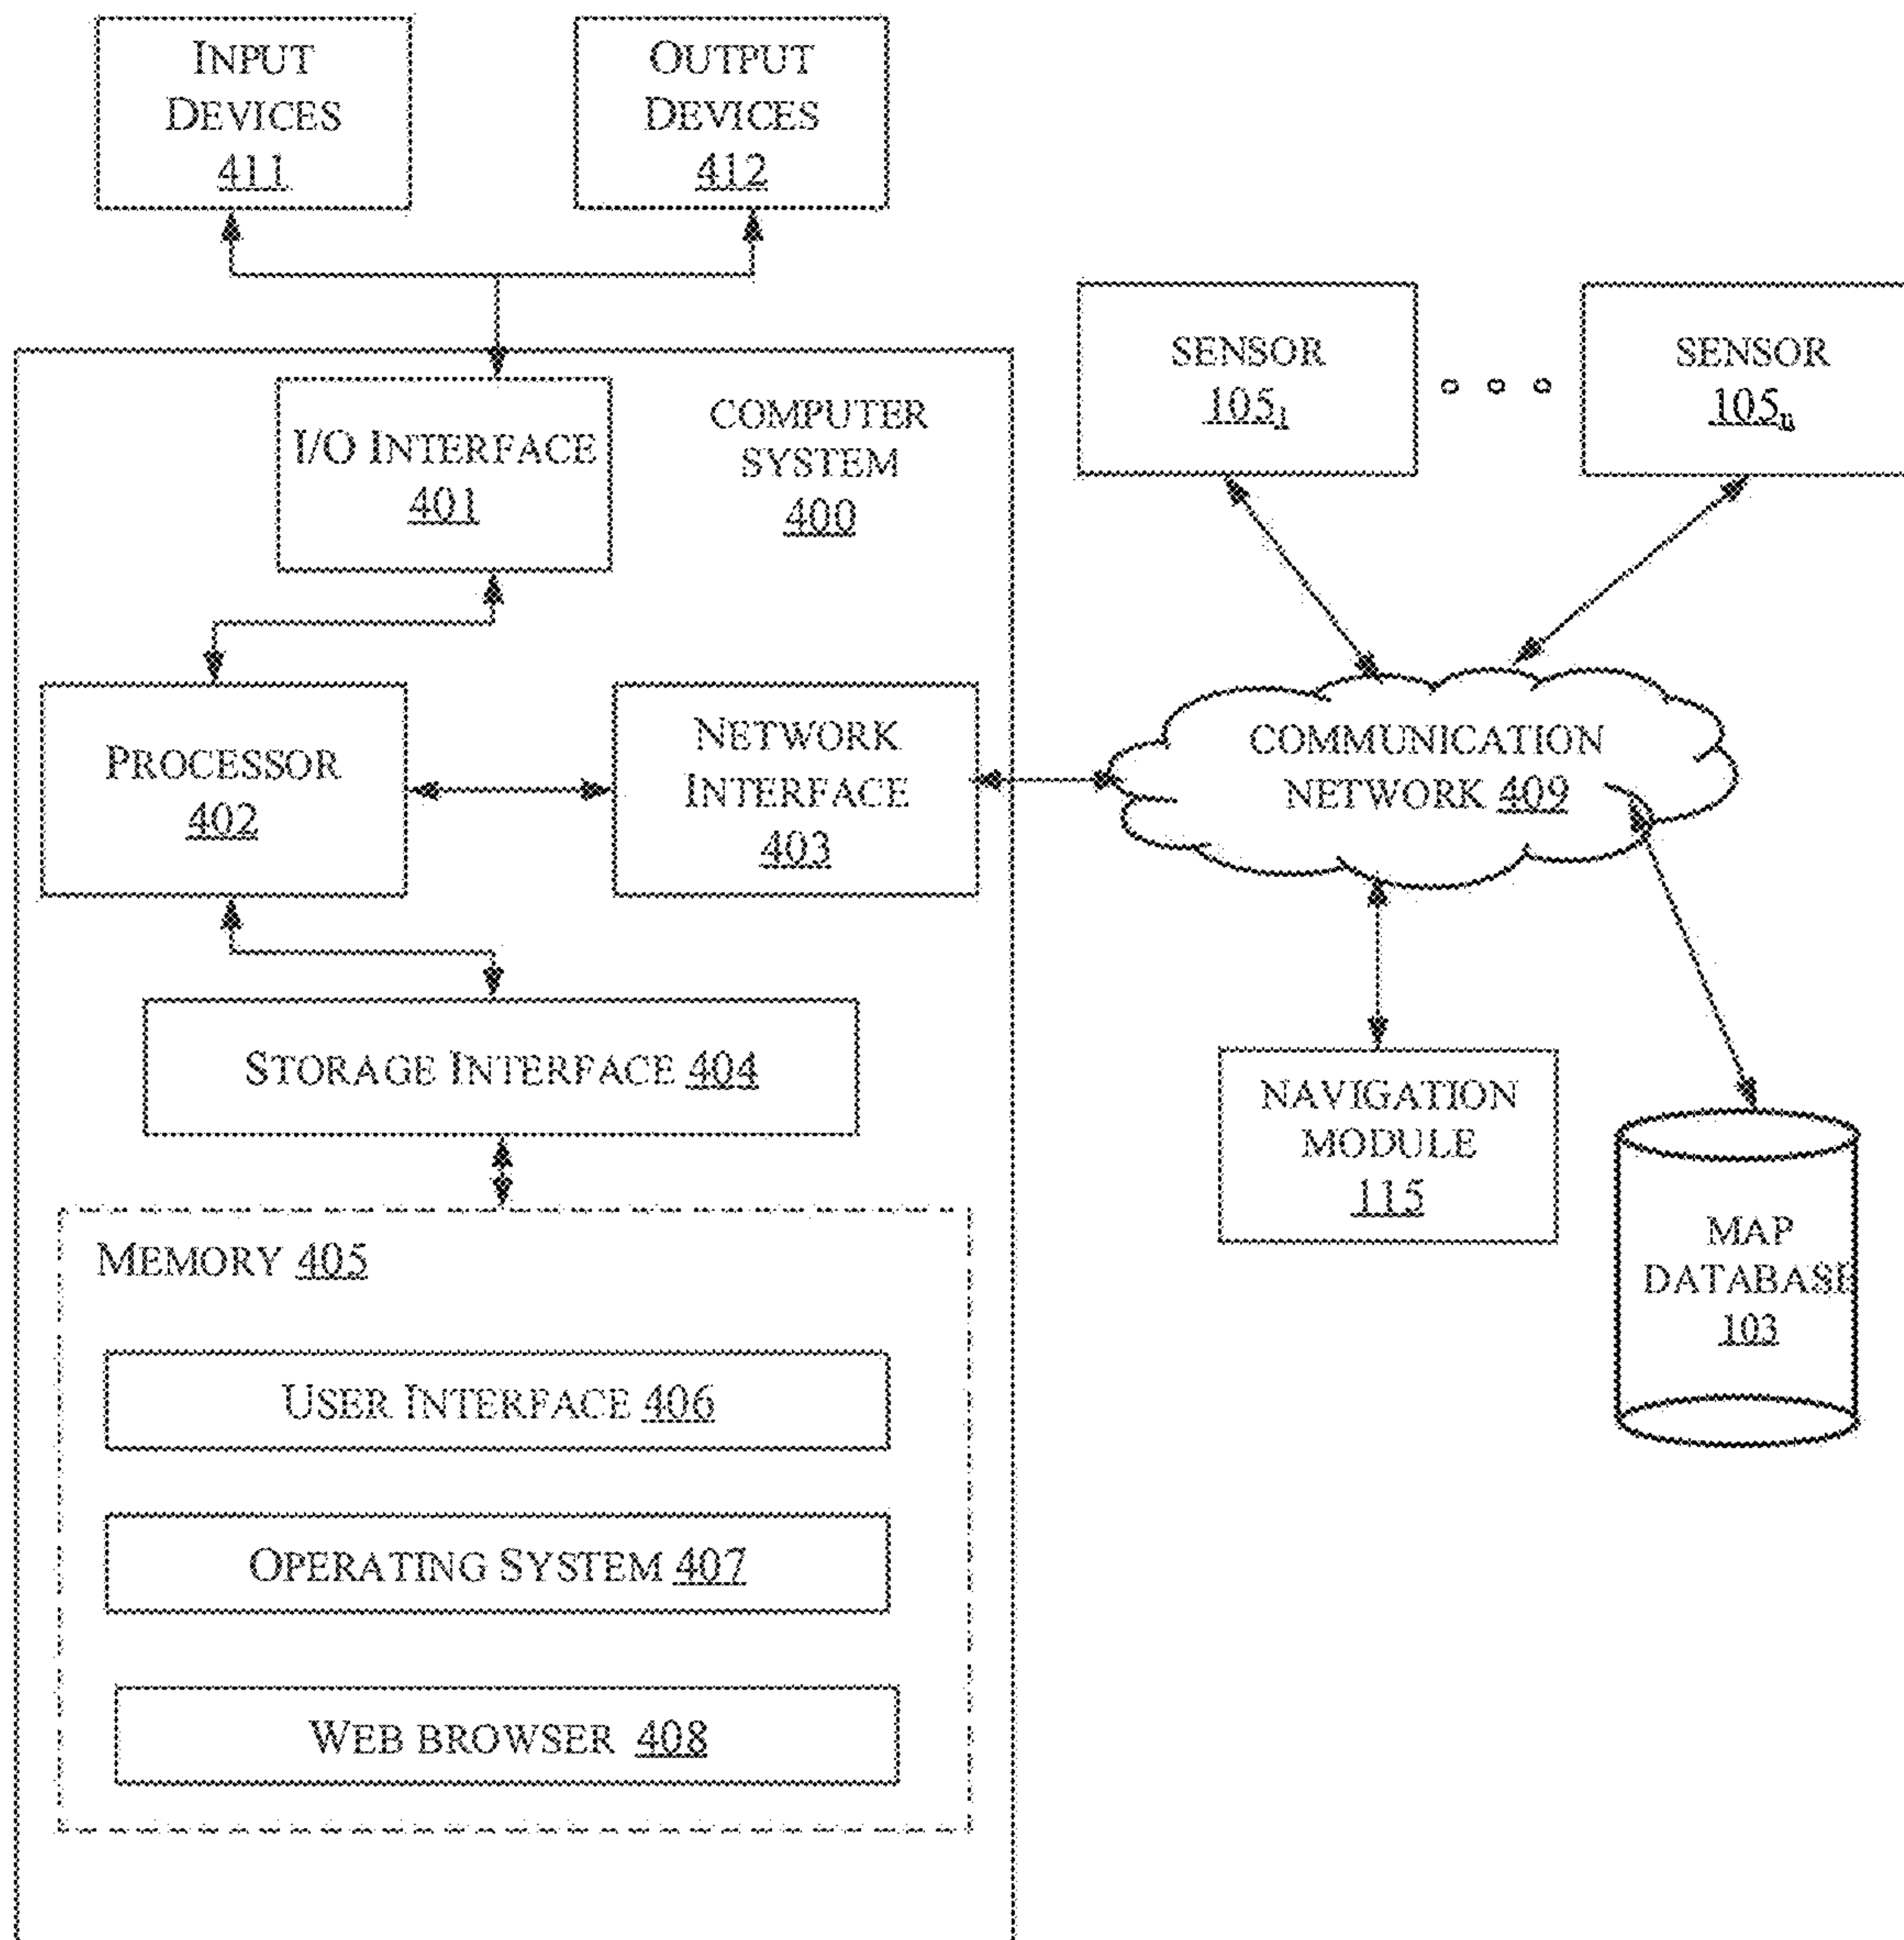 INPUT
DEVICES
411
OUTPUT
DEVICES
412
I/O INTERFACE
401
COMPUTER
SYSTEM
400
SENSOR
105₁
SENSOR
105ₙ
PROCESSOR
402
NETWORK
INTERFACE
403
COMMUNICATION
NETWORK 409
STORAGE INTERFACE 404
NAVIGATION
MODULE
115
MAP
DATABASE
103
MEMORY 405
USER INTERFACE 406
OPERATING SYSTEM 407
WEB BROWSER 408